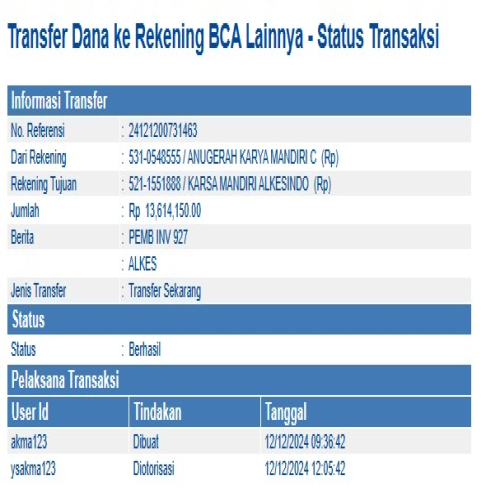 Transfer Dana ke Rekening BCA Lainnya - Status Transaksi
Informasi Transfer
No. Referensi : 24121200731463
Dari Rekening : 531-0548555 / ANUGERAH KARYA MANDIRI C (Rp)
Rekening Tujuan : 521-1551888 / KARSA MANDIRI ALKESINDO (Rp)
Jumlah : Rp 13,614,150.00
Berita : PEMB INV 927
: ALKES
Jenis Transfer : Transfer Sekarang
Status
Status : Berhasil
Pelaksana Transaksi
User Id Tindakan Tanggal
akma123 Dibuat 12/12/2024 09:36:42
ysakma123 Diotorisasi 12/12/2024 12:05:42